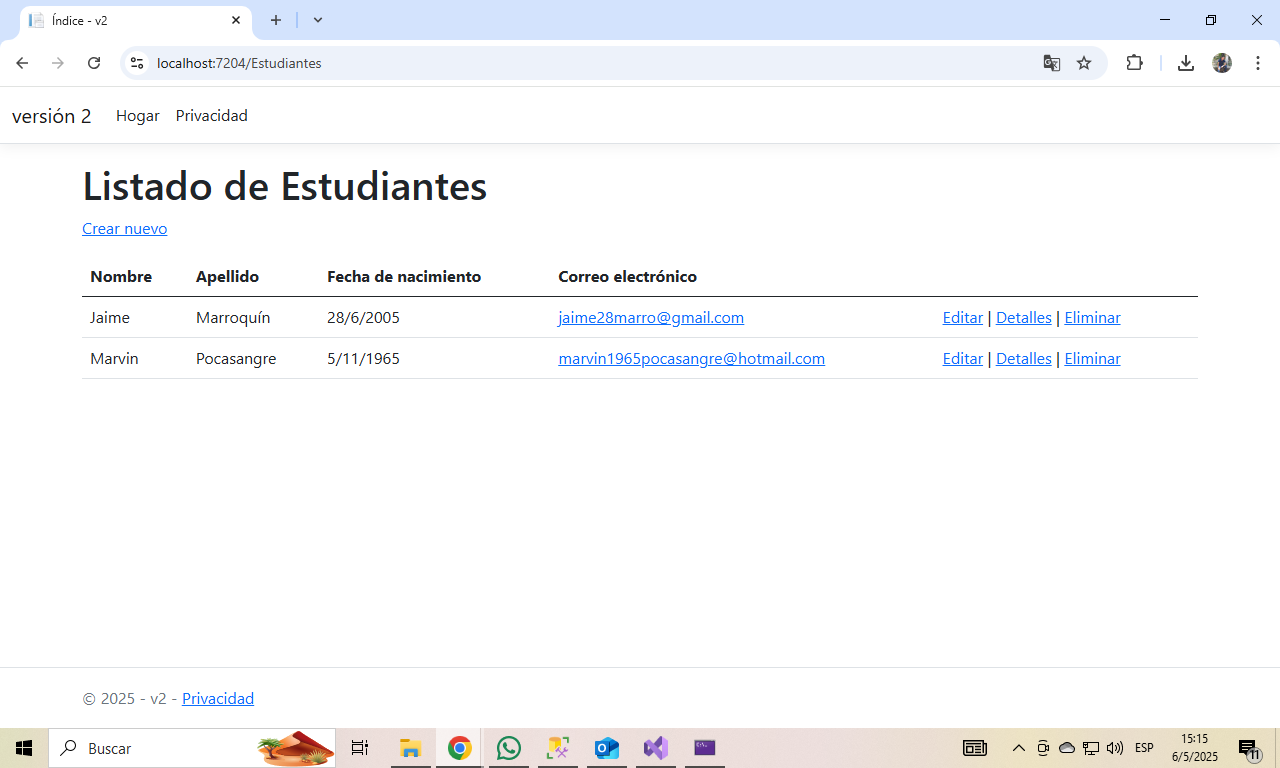 Índice - v2
localhost:7204/Estudiantes
versión 2 Hogar Privacidad
Listado de Estudiantes
Crear nuevo
Nombre Apellido Fecha de nacimiento Correo electrónico
Jaime Marroquín 28/6/2005 jaime28marro@gmail.com Editar | Detalles | Eliminar
Marvin Pocasangre 5/11/1965 marvin1965pocasangre@hotmail.com Editar | Detalles | Eliminar
© 2025 - v2 - Privacidad
Buscar
ESP
15:15
6/5/2025
11